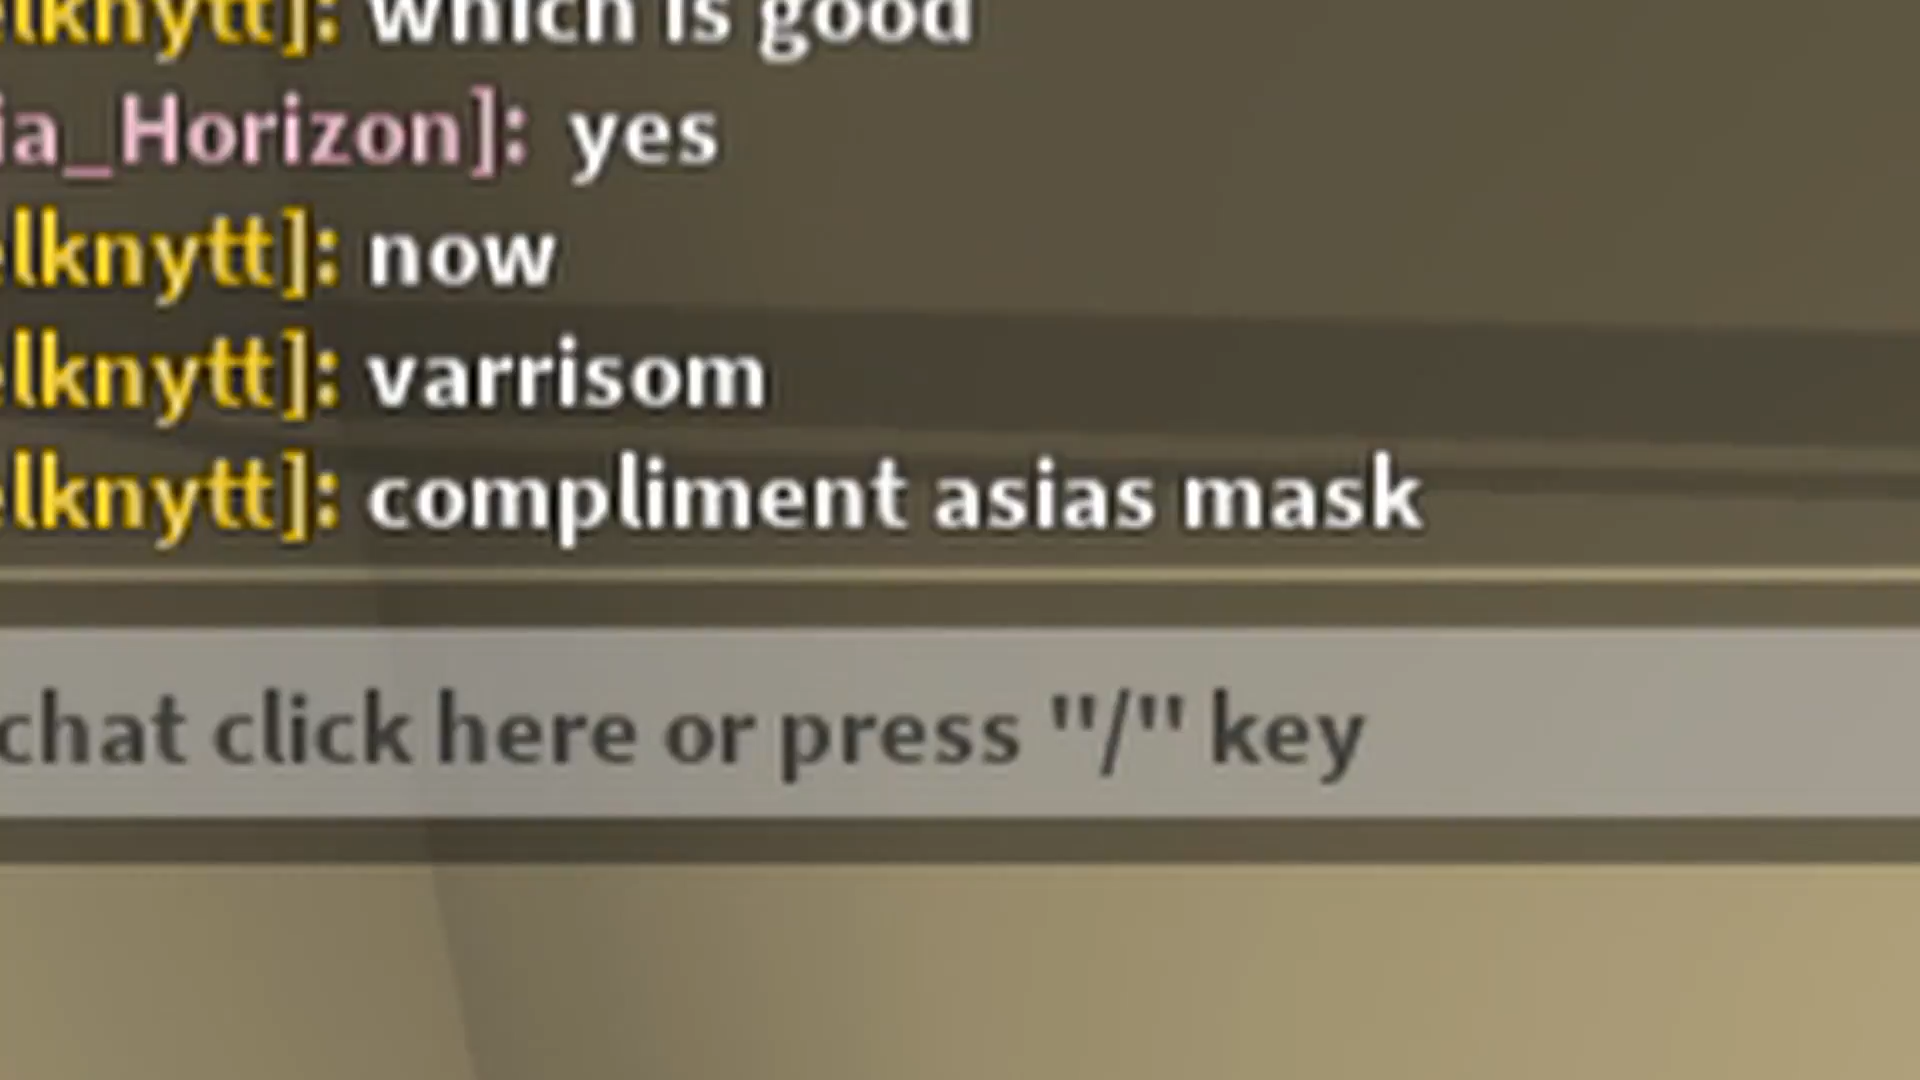 elknytt]: which is good
ia_Horizon]: yes
elknytt]: now
elknytt]: varrisom
elknytt]: compliment asias mask
chat click here or press "/" key